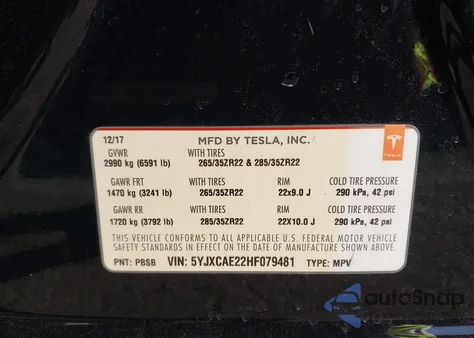 12/17 MFD BY TESLA, INC.
GVWR WITH TIRES
2990 kg (6591 lb) 265/35ZR22 & 285/35ZR22
TESLA
GAWR FRT WITH TIRES RIM COLD TIRE PRESSURE
1470 kg (3241 lb) 265/35ZR22 22x9.0 J 290 kPa, 42 psi
GAWR RR WITH TIRES RIM COLD TIRE PRESSURE
1720 kg (3792 lb) 285/35ZR22 22X10.0 J 290 kPa, 42 psi
THIS VEHICLE CONFORMS TO ALL APPLICABLE U.S. FEDERAL MOTOR VEHICLE
SAFETY STANDARDS IN EFFECT ON THE DATE OF MANUFACTURE SHOWN ABOVE.
PNT: PBSB VIN: 5YJXCAE22HF079481 TYPE: MPV
autoSnap